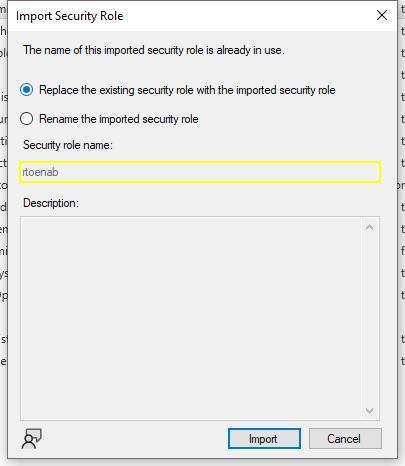 Import Security Role
The name of this imported security role is already in use.
Replace the existing security role with the imported security role
Rename the imported security role
Security role name:
rtoenab
Description:
Import
Cancel